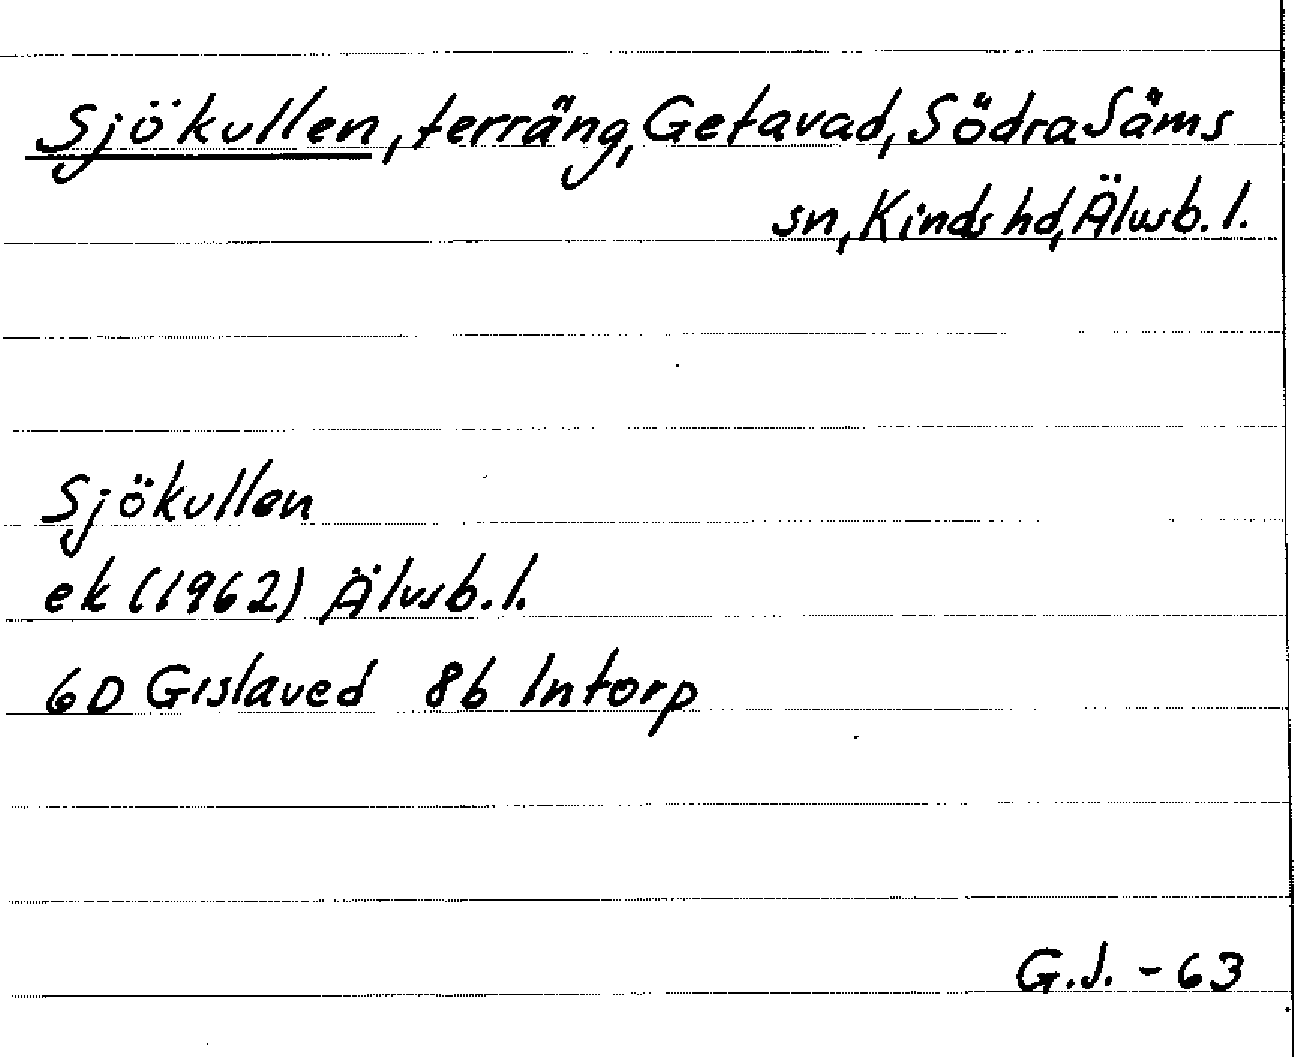 Sjökullen, terräng, Getavad, Södra Säms
sn, Kinds hd, Älvsb. l.
Sjökullen
ek (1962) Älvsb. l.
6D Gislaved 8b Intorp
G.J. - 63